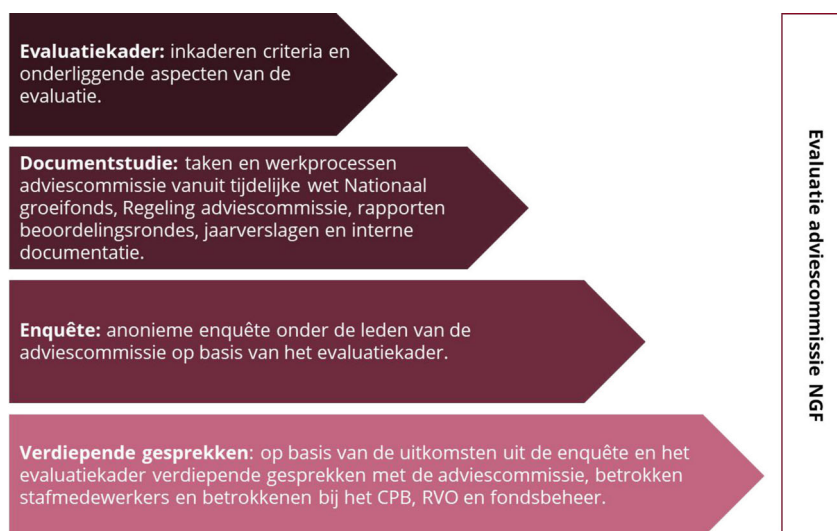 Evaluatiekader: inkaderen criteria en
onderliggende aspecten van de
evaluatie.
Documentstudie: taken en werkprocessen
adviescommissie vanuit tijdelijke wet Nationaal
groeifonds, Regeling adviescommissie, rapporten
beoordelingsrondes, jaarverslagen en interne
documentatie.
Enquête: anonieme enquête onder de leden van de
adviescommissie op basis van het evaluatiekader.
Verdiepende gesprekken: op basis van de uitkomsten uit de enquête en het
evaluatiekader verdiepende gesprekken met de adviescommissie, betrokken
stafmedewerkers en betrokkenen bij het CPB, RVO en fondsbeheer.
Evaluatie adviescommissie NGF